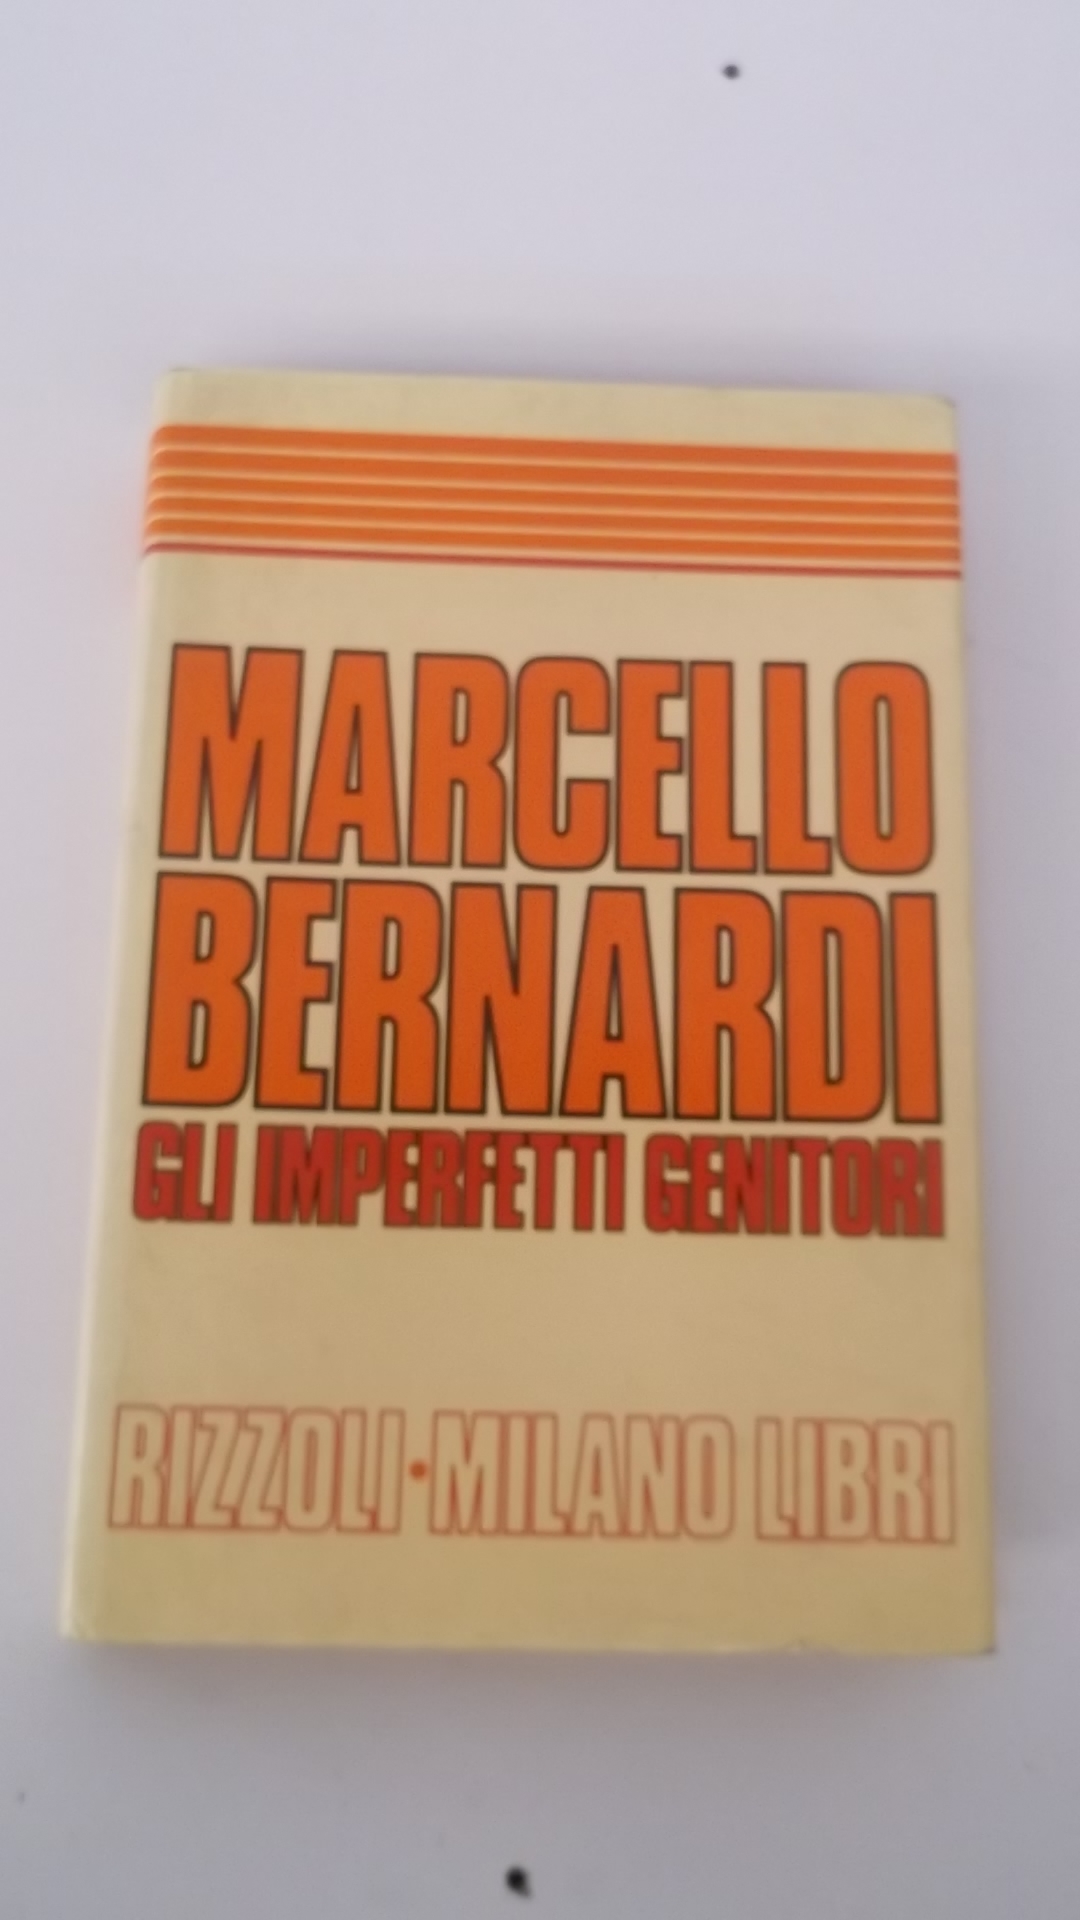 MARCELLO
BERNARDI
GLI IMPERFETTI GENITORI
RIZZOLI • MILANO LIBRI